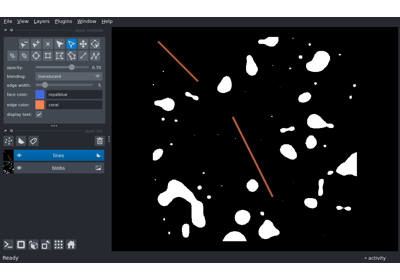 File View Layers Plugins Window Help
opacity: 0.70
blending: translucent
edge width: 5
face color: royalblue
edge color: coral
display text: ✓
lines
blobs
Ready
activity